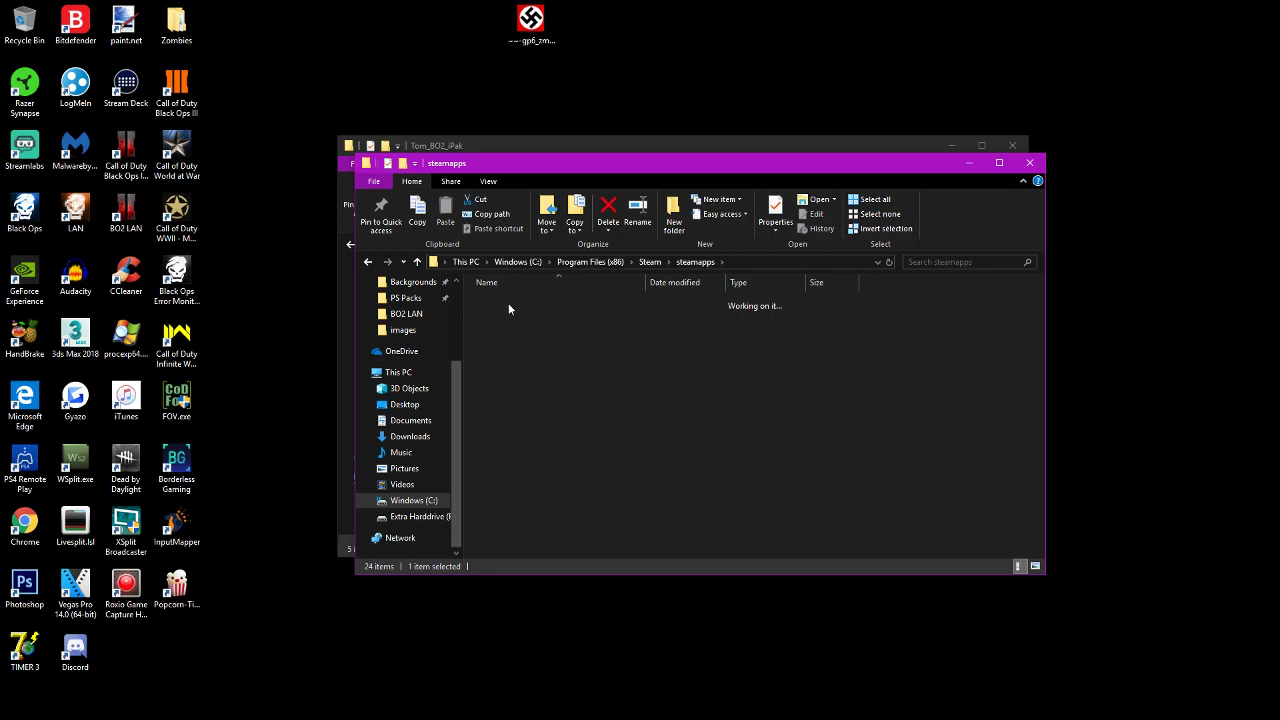 Recycle Bin
Bitdefender
paint.net
Zombies
~~-gp6_zm...
Razer
Synapse
LogMeIn
Stream Deck
Call of Duty
Black Ops III
Streamlabs
Malwareby...
Call of Duty
Black Ops I...
Call of Duty
World at War
Black Ops
LAN
BO2 LAN
Call of Duty
WWII - M...
GeForce
Experience
Audacity
CCleaner
Black Ops
Error Monit...
HandBrake
3ds Max 2018
procexp64....
Call of Duty
Infinite W...
Microsoft
Edge
Gyazo
iTunes
FOV.exe
PS4 Remote
Play
WSplit.exe
Dead by
Daylight
Borderless
Gaming
Chrome
Livesplit.lsl
XSplit
Broadcaster
InputMapper
Photoshop
Vegas Pro
14.0 (64-bit)
Roxio Game
Capture H...
Popcorn-Ti...
TIMER 3
Discord
Tom_BO2_iPak
steamapps
File
Home
Share
View
Pin to Quick
access
Copy
Paste
Cut
Copy path
Paste shortcut
Clipboard
Move
to
Copy
to
Delete
Rename
Organize
New
folder
New item
Easy access
New
Properties
Open
Edit
History
Open
Select all
Select none
Invert selection
Select
This PC
Windows (C:)
Program Files (x86)
Steam
steamapps
Search steamapps
Name
Date modified
Type
Size
Working on it...
Backgrounds
PS Packs
BO2 LAN
images
OneDrive
This PC
3D Objects
Desktop
Documents
Downloads
Music
Pictures
Videos
Windows (C:)
Extra Harddrive (
Network
24 items
1 item selected